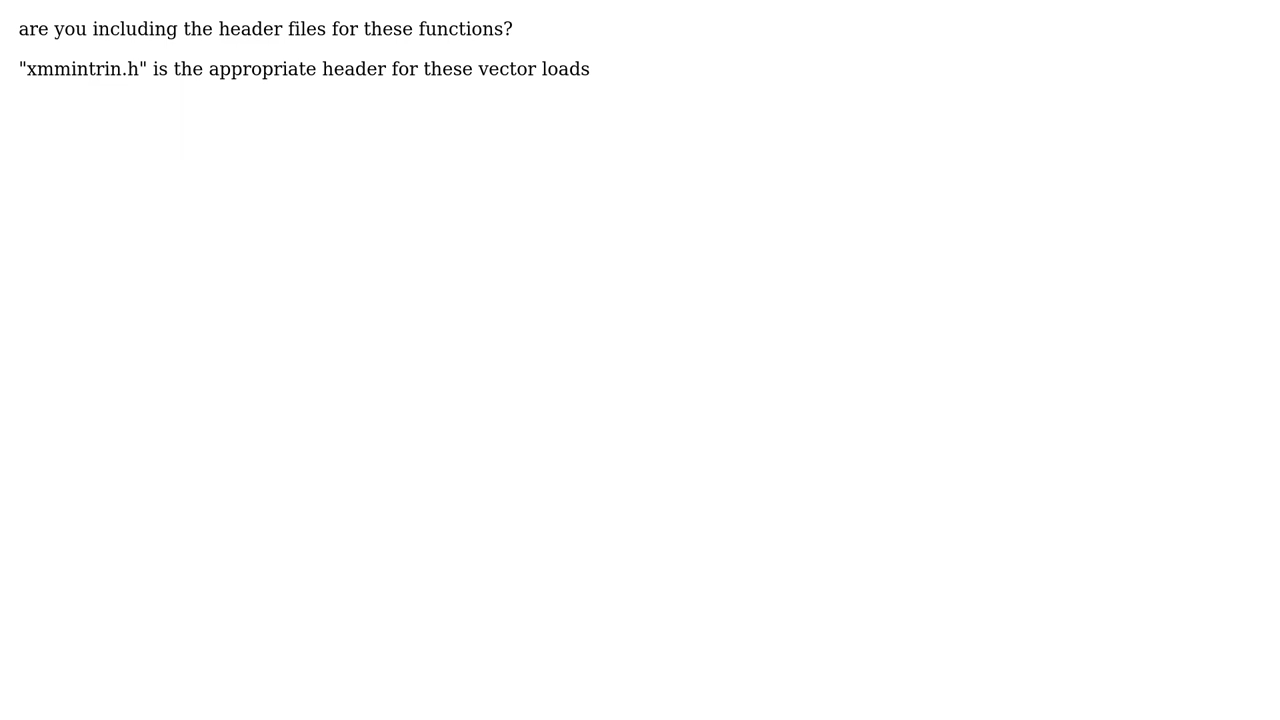 are you including the header files for these functions?
"xmmintrin.h" is the appropriate header for these vector loads